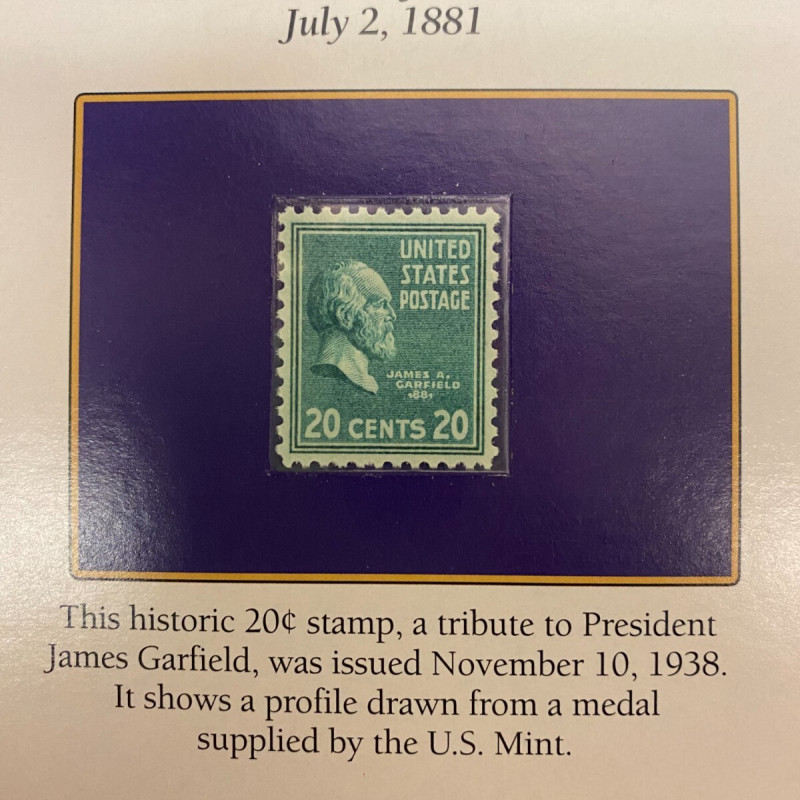 July 2, 1881
UNITED
STATES
POSTAGE
JAMES A.
GARFIELD
1881
20 CENTS 20
This historic 20¢ stamp, a tribute to President
James Garfield, was issued November 10, 1938.
It shows a profile drawn from a medal
supplied by the U.S. Mint.